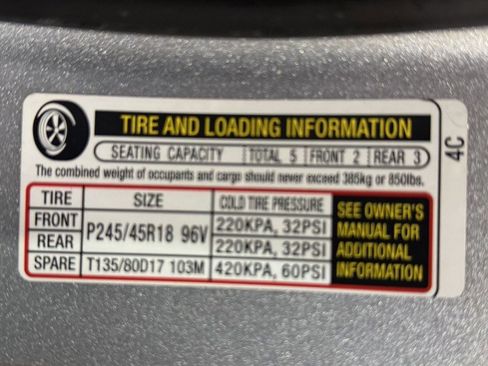 TIRE AND LOADING INFORMATION
SEATING CAPACITY TOTAL 5 FRONT 2 REAR 3
The combined weight of occupants and cargo should never exceed 385kg or 850lbs.
TIRE SIZE COLD TIRE PRESSURE SEE OWNER'S MANUAL FOR ADDITIONAL INFORMATION
FRONT P245/45R18 96V 220KPA, 32PSI
REAR 220KPA, 32PSI
SPARE T135/80D17 103M 420KPA, 60PSI
4C